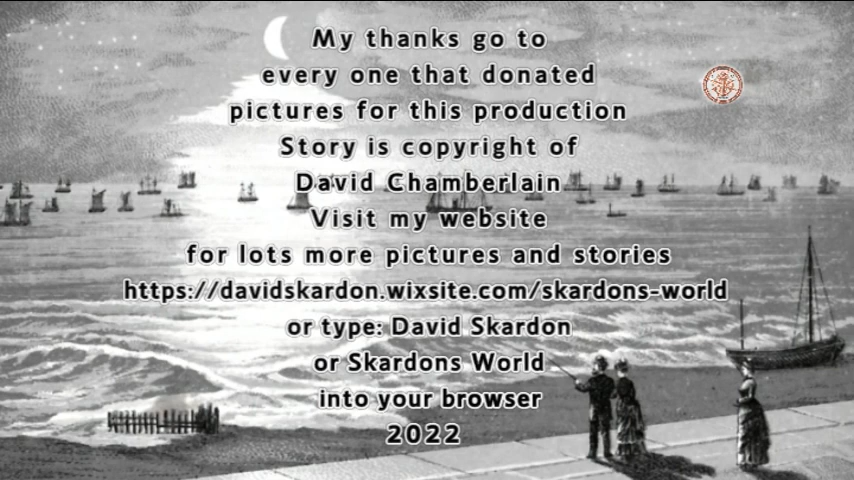 My thanks go to
every one that donated
pictures for this production
Story is copyright of
David Chamberlain
Visit my website
for lots more pictures and stories
https://davidskardon.wixsite.com/skardons-world
or type: David Skardon
or Skardons World
into your browser
2022